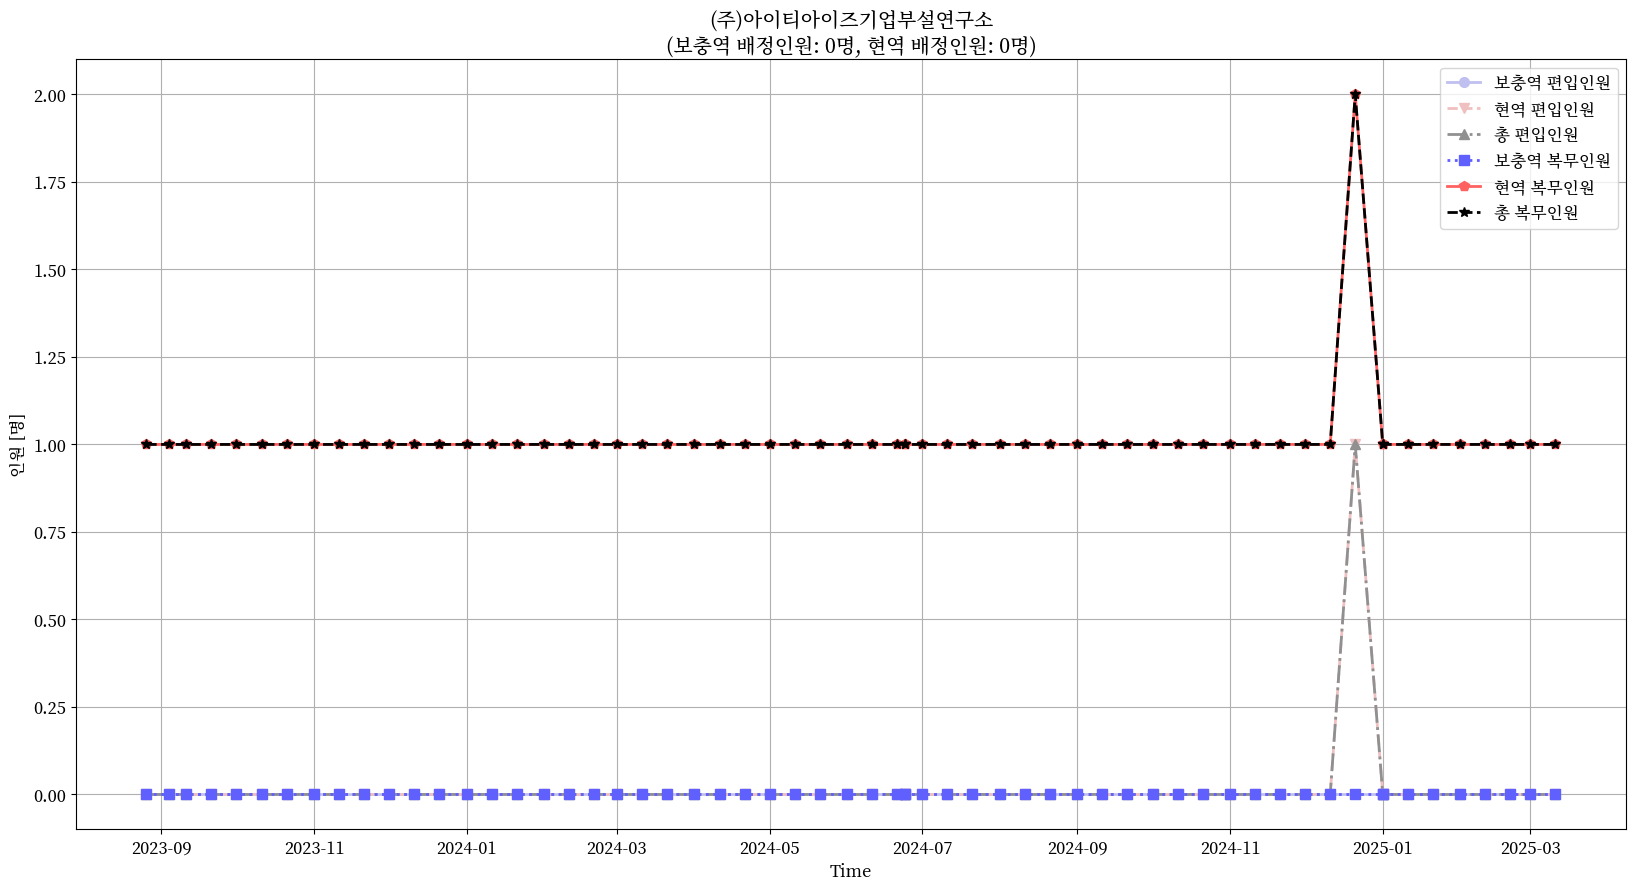 (주)아이티아이즈기업부설연구소
(보충역 배정인원: 0명, 현역 배정인원: 0명)
보충역 편입인원
현역 편입인원
총 편입인원
보충역 복무인원
현역 복무인원
총 복무인원
인원 [명]
2.00
1.75
1.50
1.25
1.00
0.75
0.50
0.25
0.00
2023-09 2023-11 2024-01 2024-03 2024-05 2024-07 2024-09 2024-11 2025-01 2025-03
Time